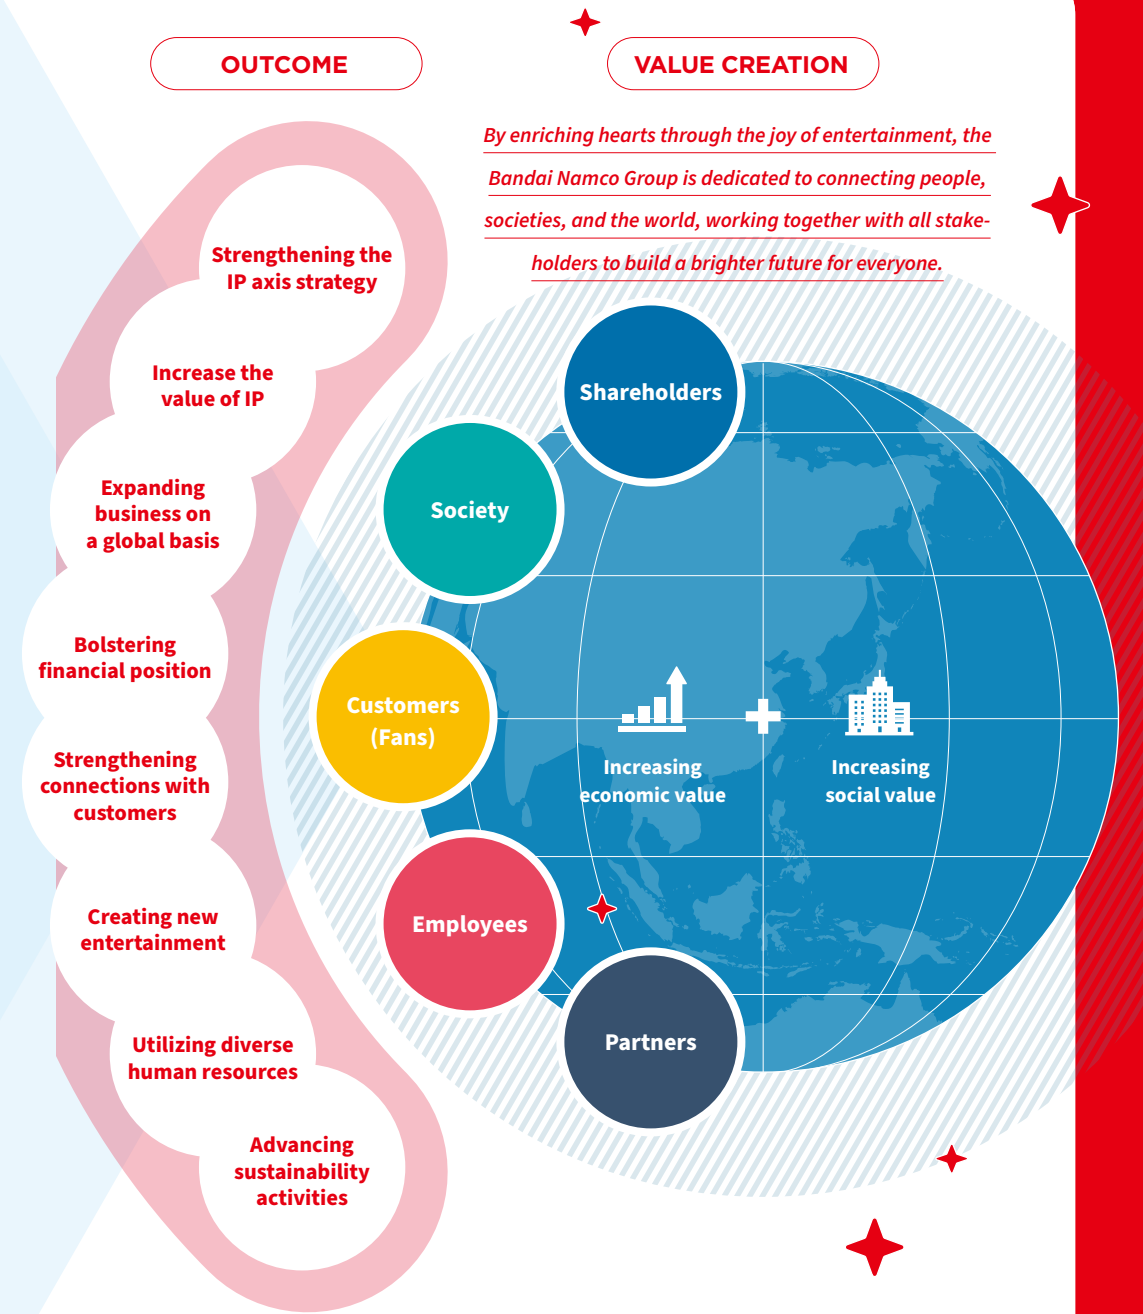 OUTCOME
Strengthening the
IP axis strategy
Increase the
value of IP
Expanding
business on
a global basis
Bolstering
financial position
Strengthening
connections with
customers
Creating new
entertainment
Utilizing diverse
human resources
Advancing
sustainability
activities
VALUE CREATION
By enriching hearts through the joy of entertainment, the
Bandai Namco Group is dedicated to connecting people,
societies, and the world, working together with all stake-
holders to build a brighter future for everyone.
Shareholders
Society
Customers
(Fans)
Employees
Partners
Increasing
economic value
Increasing
social value